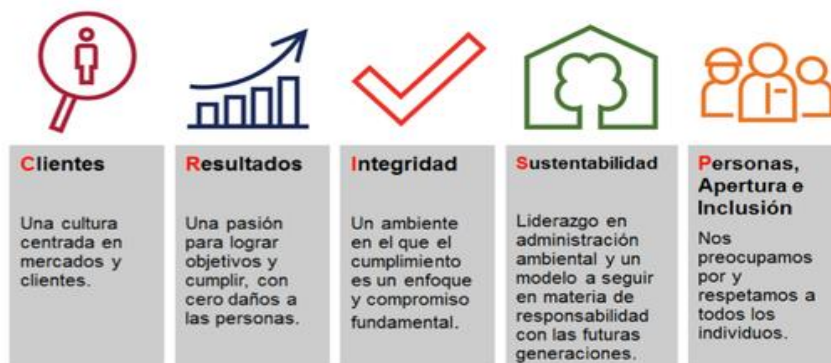 Clientes
Una cultura
centrada en
mercados y
clientes.
Resultados
Una pasión
para lograr
objetivos y
cumplir, con
cero daños a
las personas.
Integridad
Un ambiente
en el que el
cumplimiento
es un enfoque
y compromiso
fundamental.
Sustentabilidad
Liderazgo en
administración
ambiental y un
modelo a seguir
en materia de
responsabilidad
con las futuras
generaciones.
Personas,
Apertura e
Inclusión
Nos
preocupamos
por y
respetamos a
todos los
individuos.